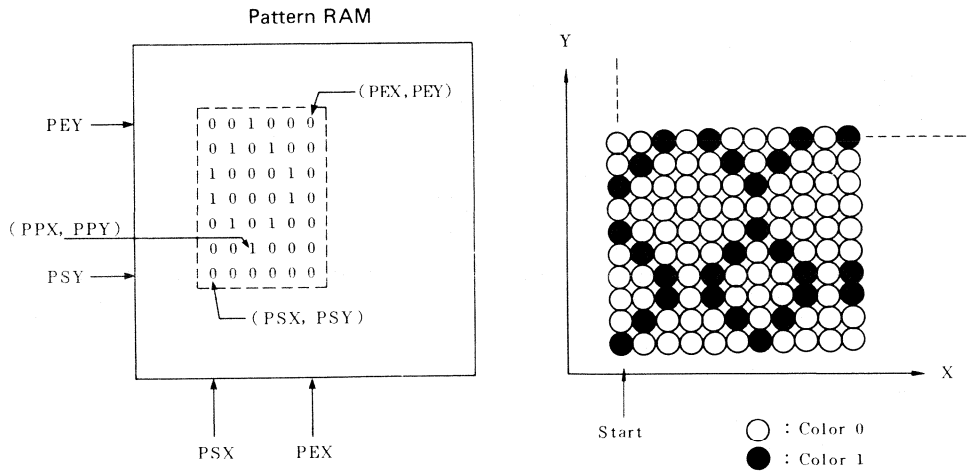 Pattern RAM
(PEX, PEY)
PEY
0 0 1 0 0 0
0 1 0 1 0 0
1 0 0 0 1 0
1 0 0 0 1 0
0 1 0 1 0 0
(PPX, PPY)
0 0 1 0 0 0
PSY
0 0 0 0 0 0
(PSX, PSY)
PSX
PEX
Y
X
Start
: Color 0
: Color 1